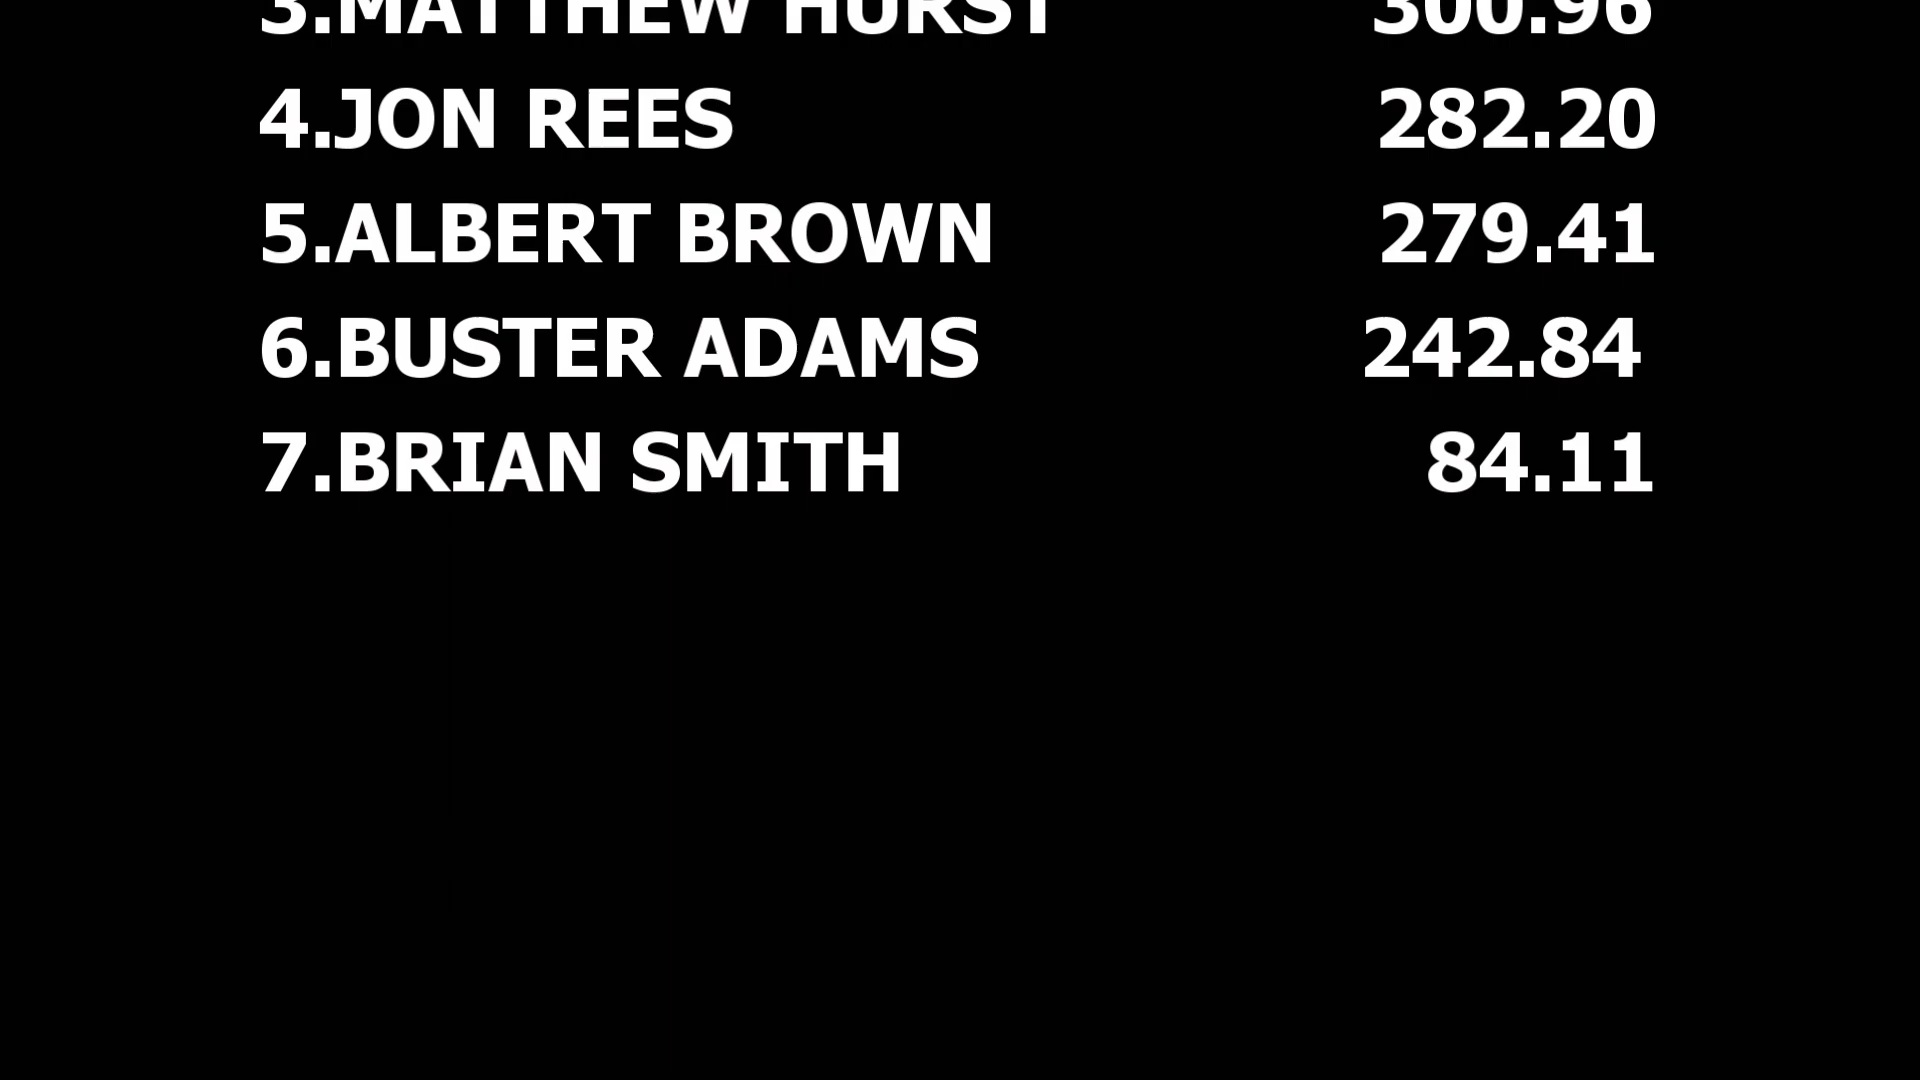 3.MATTHEW HURST 300.96
4.JON REES 282.20
5.ALBERT BROWN 279.41
6.BUSTER ADAMS 242.84
7.BRIAN SMITH 84.11